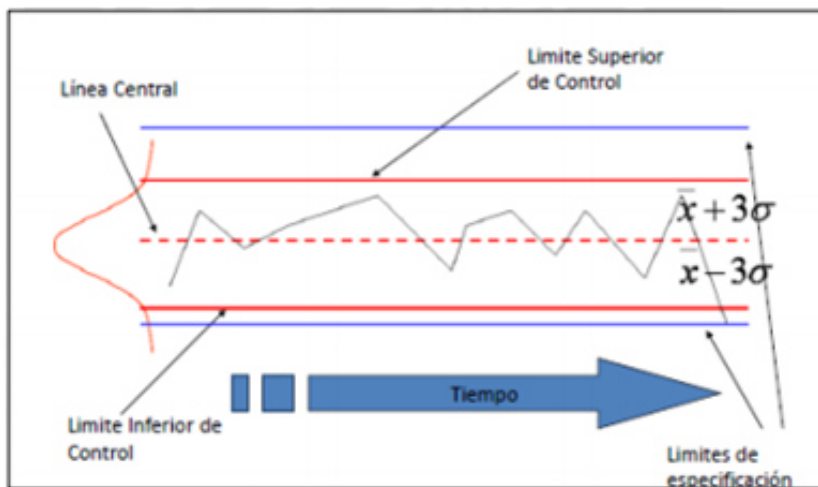 Limite Superior
de Control
Línea Central
x̄ + 3σ
x̄ − 3σ
Tiempo
Limite Inferior de
Control
Limites de
especificación